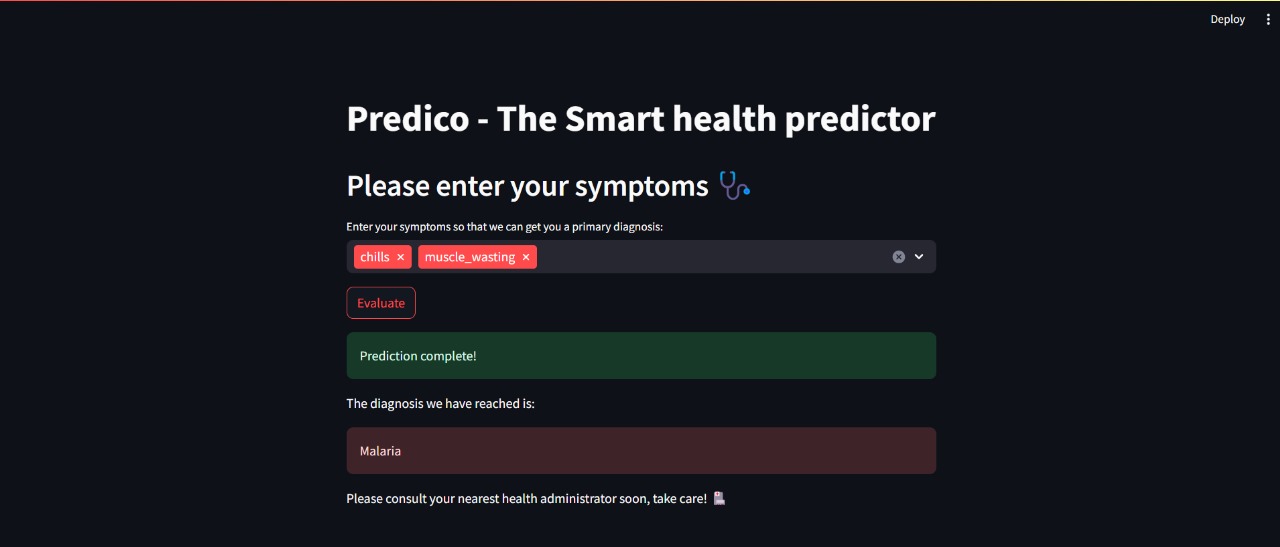 Deploy
Predico - The Smart health predictor
Please enter your symptoms
Enter your symptoms so that we can get you a primary diagnosis:
chills × muscle_wasting ×
Evaluate
Prediction complete!
The diagnosis we have reached is:
Malaria
Please consult your nearest health administrator soon, take care!